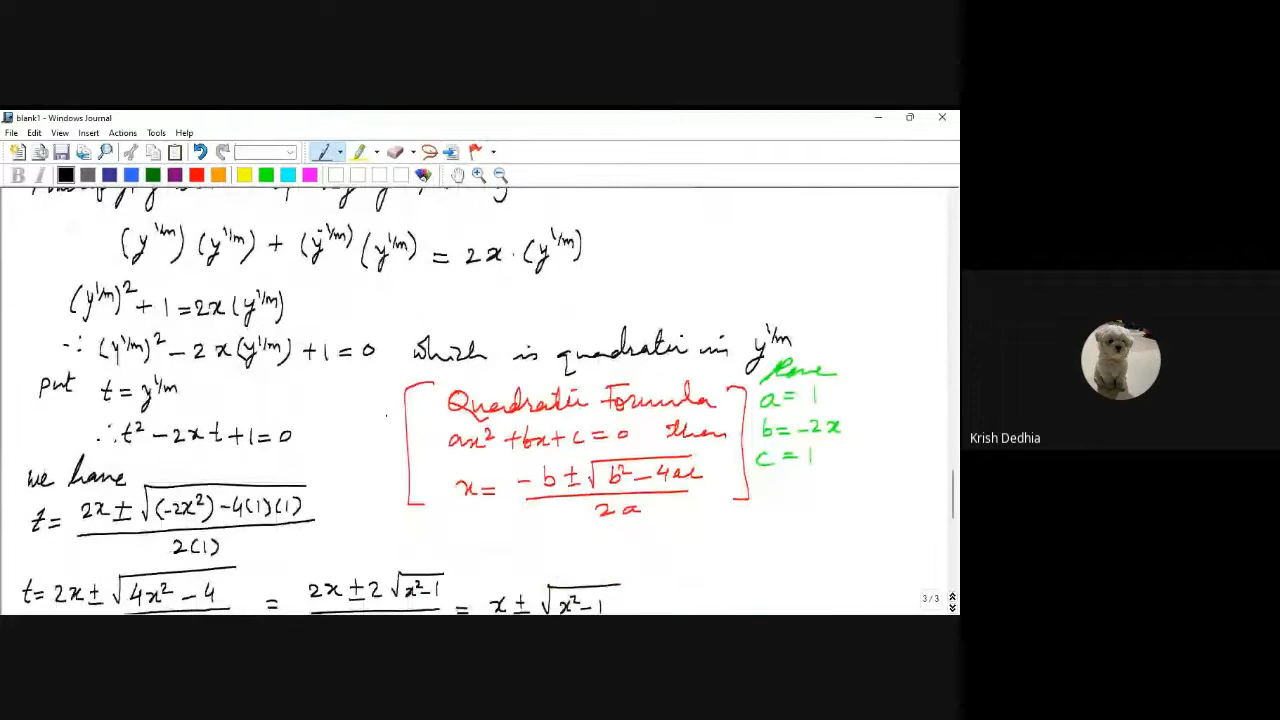 blank1 - Windows Journal
File Edit View Insert Actions Tools Help
B I
(y^1/m) (y^1/m) + (y^-1/m) (y^1/m) = 2x · (y^1/m)
(y^1/m)^2 + 1 = 2x (y^1/m)
∴ (y^1/m)^2 - 2x(y^1/m) + 1 = 0 which is quadratic in y^1/m
put t = y^1/m
∴ t^2 - 2xt + 1 = 0
[Quadratic Formula
ax^2 + bx + c = 0 then
x = (-b ± √(b^2 - 4ac)) / 2a]
a = 1
b = -2x
c = 1
we have
t = (2x ± √((-2x^2) - 4(1)(1))) / 2(1)
t = 2x ± √(4x^2 - 4) = 2x ± 2√(x^2-1) = x ± √(x^2-1)
3 / 3
Krish Dedhia